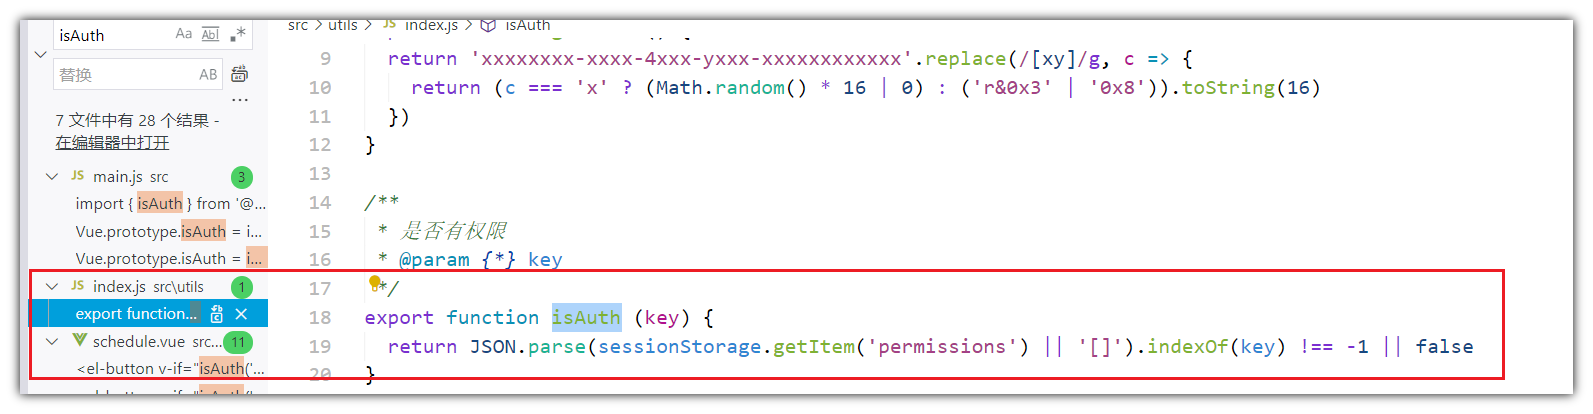 isAuth Aa Abl .*
替换 AB
...
7 文件中有 28 个结果 -
在编辑器中打开
JS main.js src 3
import { isAuth } from '@...
Vue.prototype.isAuth = i...
Vue.prototype.isAuth = i...
JS index.js src\utils 1
export function...
schedule.vue src... 11
<el-button v-if="isAuth('...
src > utils > JS index.js > isAuth
9 return 'xxxxxxxx-xxxx-4xxx-yxxx-xxxxxxxxxxxx'.replace(/[xy]/g, c => {
10 return (c === 'x' ? (Math.random() * 16 | 0) : ('r&0x3' | '0x8')).toString(16)
11 })
12 }
13
14 /**
15 * 是否有权限
16 * @param {*} key
17 */
18 export function isAuth (key) {
19 return JSON.parse(sessionStorage.getItem('permissions') || '[]').indexOf(key) !== -1 || false
20 }